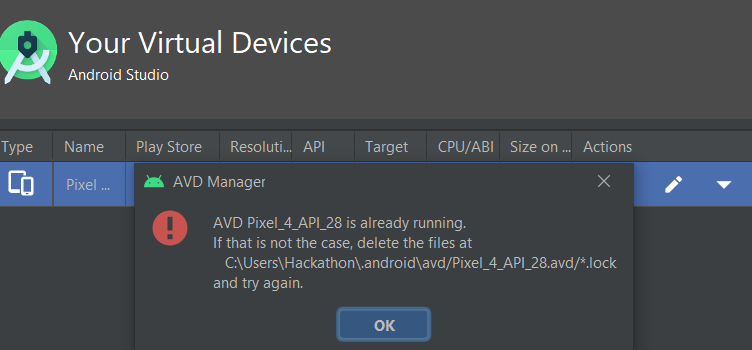 Your Virtual Devices
Android Studio
Type Name Play Store Resoluti... API Target CPU/ABI Size on ... Actions
Pixel ...
AVD Manager
AVD Pixel_4_API_28 is already running.
If that is not the case, delete the files at
C:\Users\Hackathon\.android\avd/Pixel_4_API_28.avd/*.lock
and try again.
OK